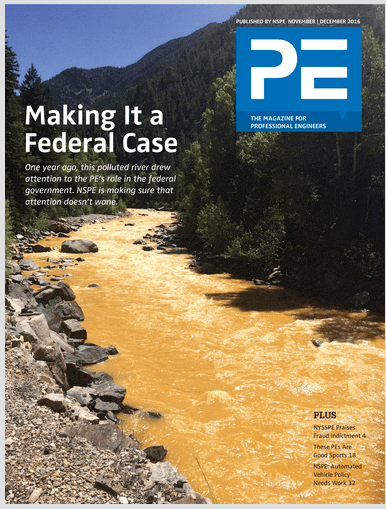 PUBLISHED BY NSPE NOVEMBER | DECEMBER 2016
PE
THE MAGAZINE FOR
PROFESSIONAL ENGINEERS
Making It a
Federal Case
One year ago, this polluted river drew
attention to the PE's role in the federal
government. NSPE is making sure that
attention doesn't wane.
PLUS
NYSSPE Praises
Fraud Indictment 4
These PEs Are
Good Sports 18
NSPE: Automated
Vehicle Policy
Needs Work 32